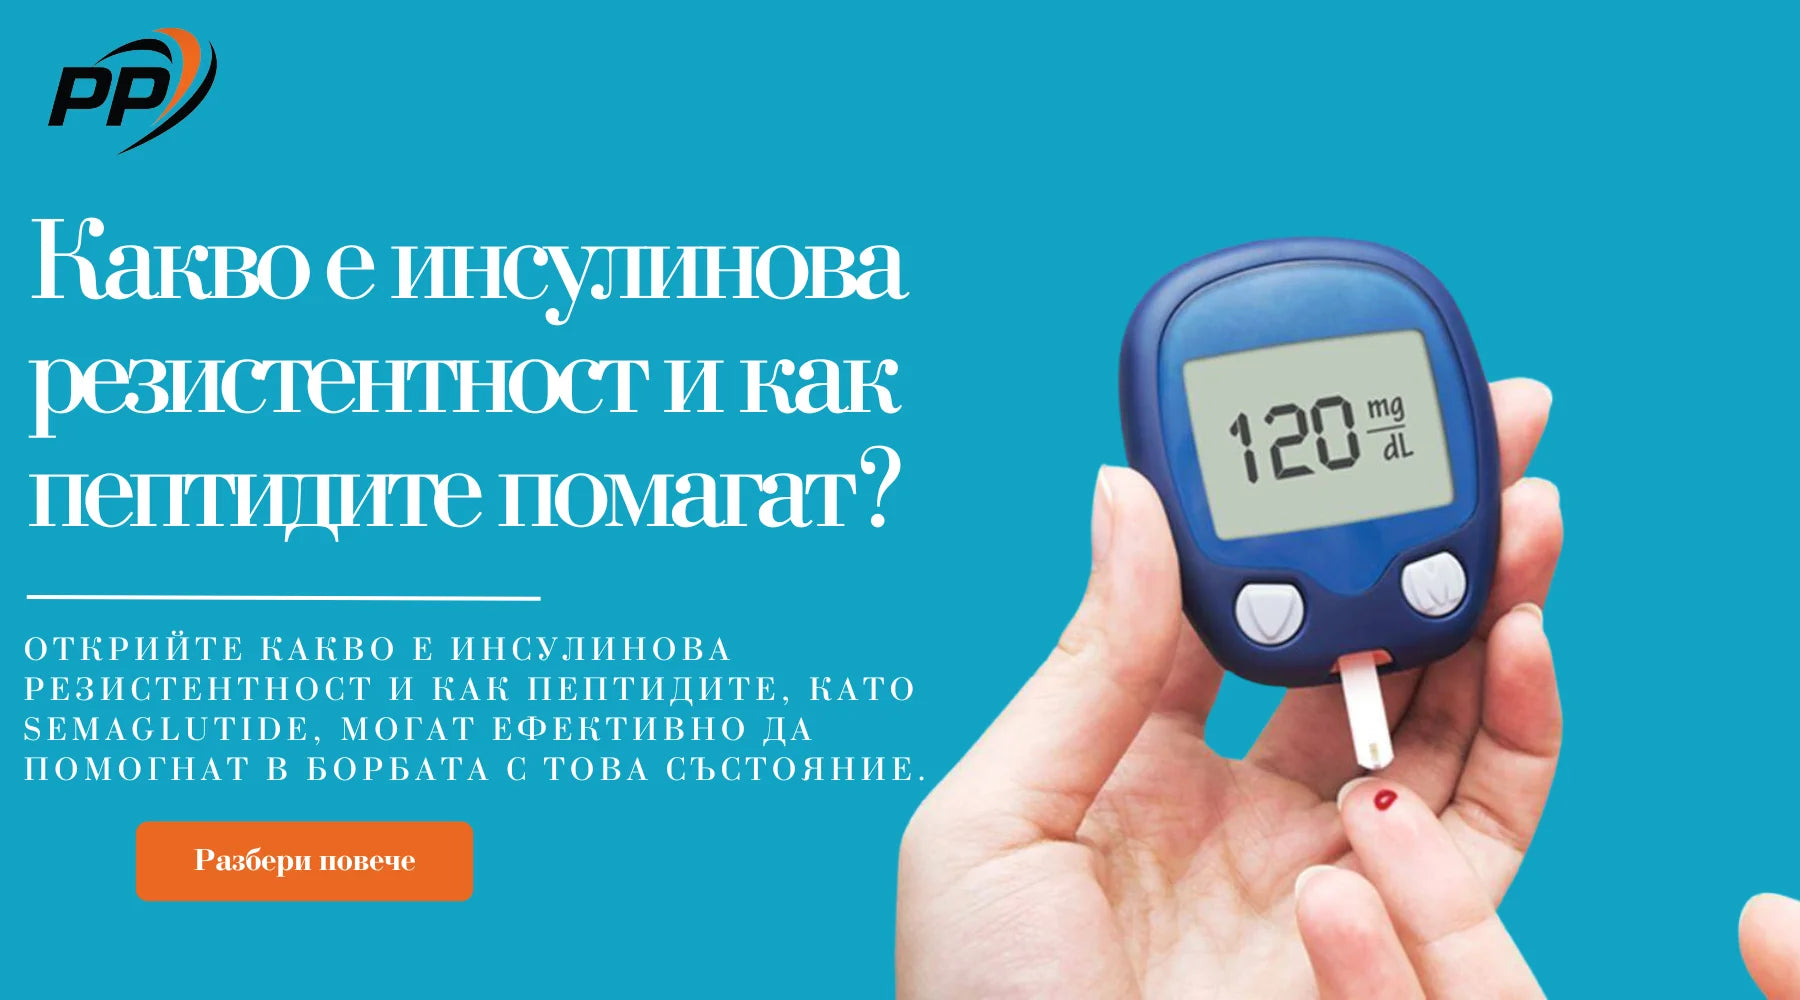 PP
Какво е инсулинова
резистентност и как
пептидите помагат?
ОТКРИЙТЕ КАКВО Е ИНСУЛИНОВА
РЕЗИСТЕНТНОСТ И КАК ПЕПТИДИТЕ, КАТО
SEMAGLUTIDE, МОГАТ ЕФЕКТИВНО ДА
ПОМОГНАТ В БОРБАТА С ТОВА СЪСТОЯНИЕ.
Разбери повече
120 mg
dL
M